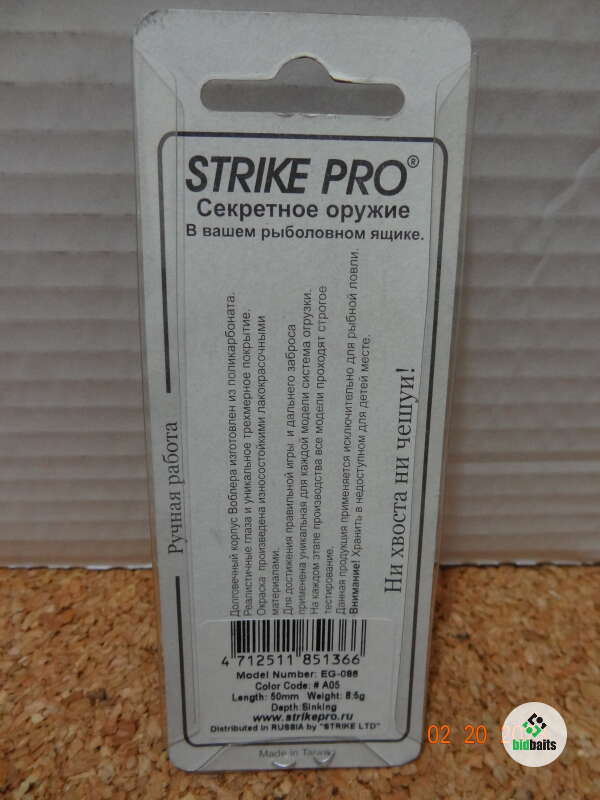 STRIKE PRO®
Секретное оружие
В вашем рыболовном ящике.
Ручная работа
Долговечный корпус Воблера изготовлен из поликарбоната.
Реалистичные глаза и уникальное трехмерное покрытие.
Окраска произведена износостойкими лакокрасочными
материалами.
Для достижения правильной игры и дальнего заброса
применена уникальная для каждой модели система огрузки.
На каждом этапе производства все модели проходят строгое
тестирование.
Данная продукция применяется исключительно для рыбной ловли.
Внимание! Хранить в недоступном для детей месте.
Ни хвоста ни чешуи!
4 712511 851366
Model Number: EG-086
Color Code: # A05
Length: 50mm Weight: 8.5g
Depth:Sinking
www.strikepro.ru
Distributed in RUSSIA by "STRIKE LTD"
Made in Taiwan
02 20
bidbaits